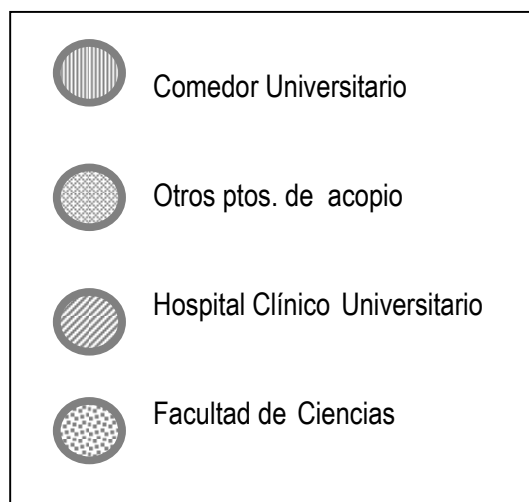 Comedor Universitario
Otros ptos. de acopio
Hospital Clínico Universitario
Facultad de Ciencias